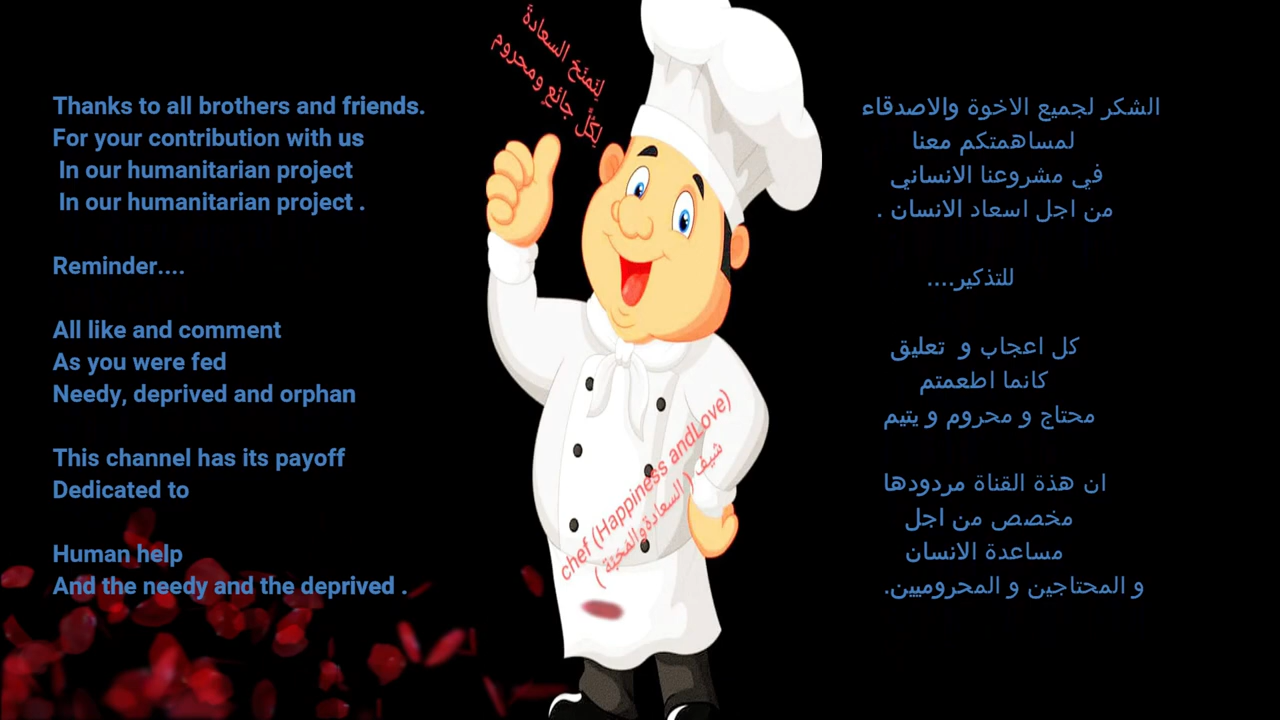 Thanks to all brothers and friends.
For your contribution with us
In our humanitarian project
In our humanitarian project .
Reminder....
All like and comment
As you were fed
Needy, deprived and orphan
This channel has its payoff
Dedicated to
Human help
And the needy and the deprived .
لِنَمنَحَ السعادةَ
لِكلِّ جائعٍ ومحروم
chef (Happiness andLove)
شيف ( السعادة والمَحَبَّة )
الشكر لجميع الاخوة والاصدقاء
لمساهمتكم معنا
في مشروعنا الانساني
من اجل اسعاد الانسان .
للتذكير....
كل اعجاب و تعليق
كانما اطعمتم
محتاج و محروم و يتيم
ان هذة القناة مردودها
مخصص من اجل
مساعدة الانسان
و المحتاجين و المحروميين.